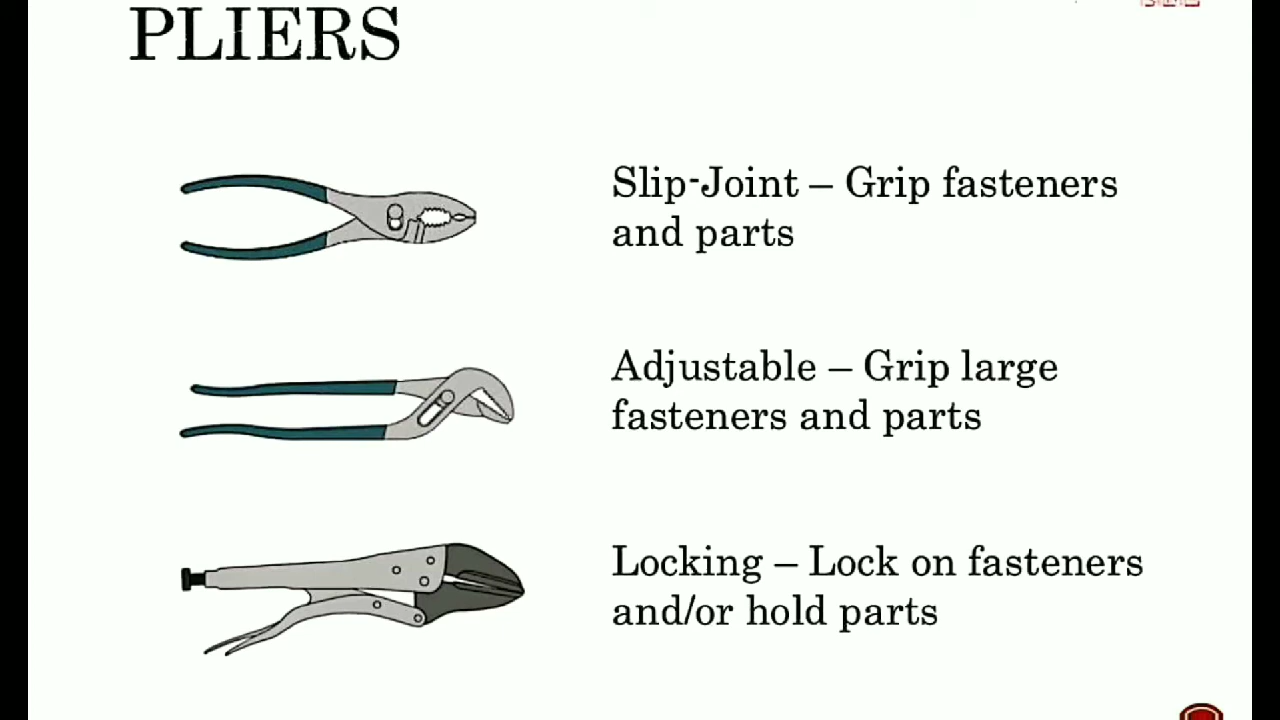 PLIERS
Slip-Joint – Grip fasteners
and parts
Adjustable – Grip large
fasteners and parts
Locking – Lock on fasteners
and/or hold parts